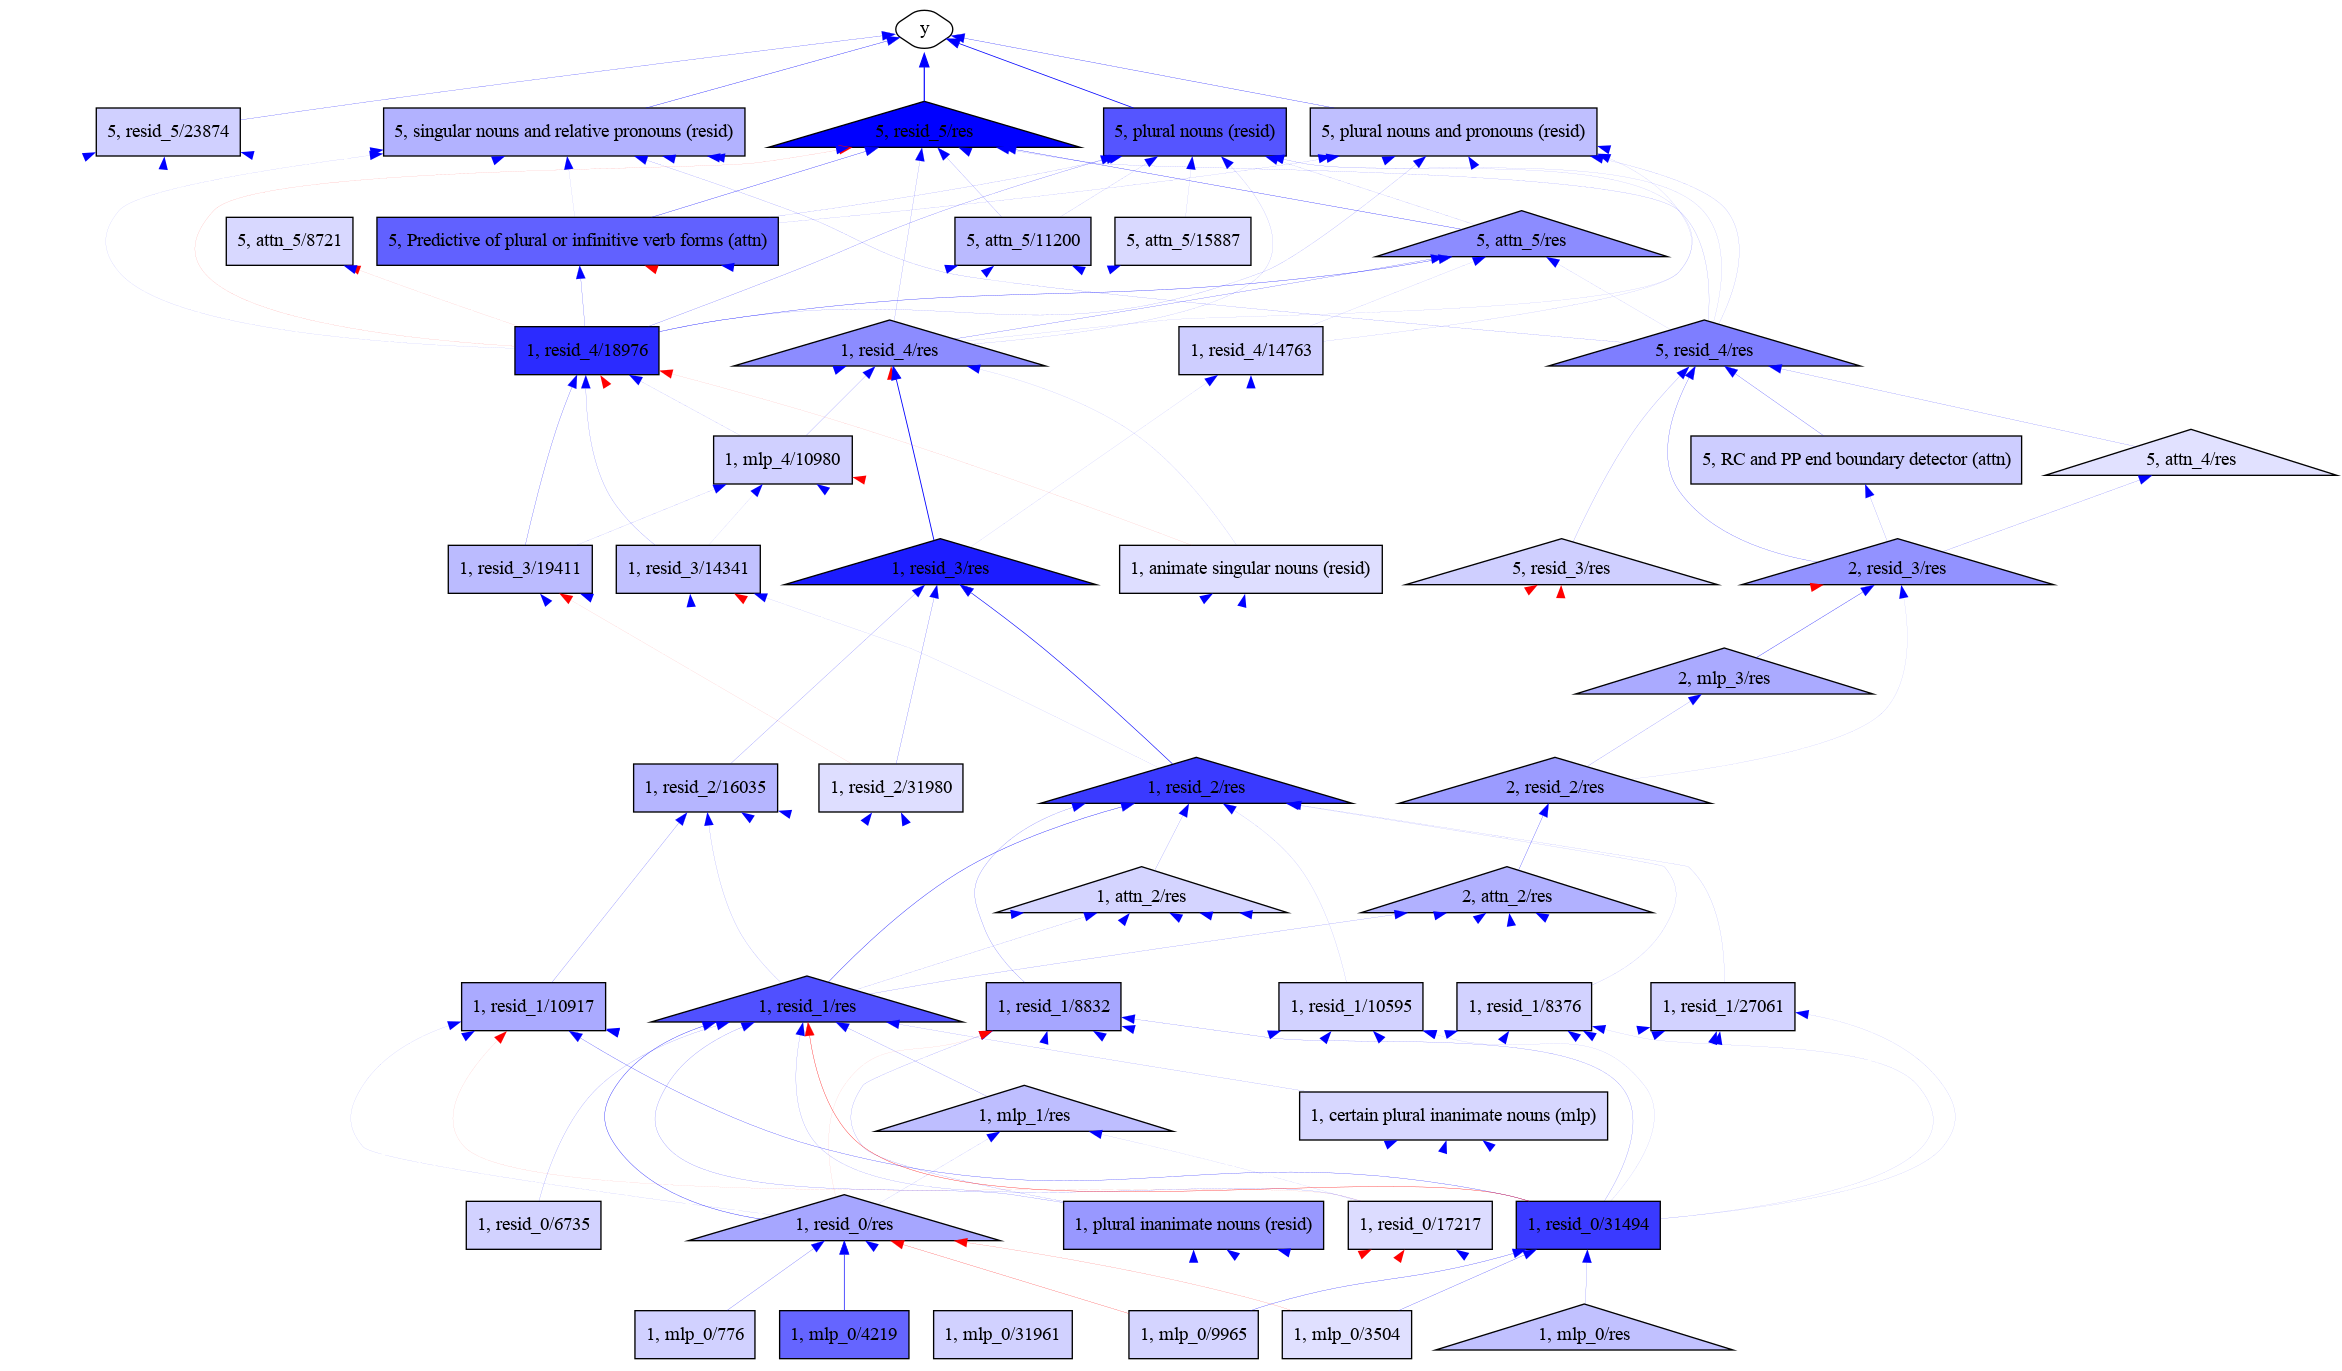 y
5, resid_5/23874
5, singular nouns and relative pronouns (resid)
5, resid_5/res
5, plural nouns (resid)
5, plural nouns and pronouns (resid)
5, attn_5/8721
5, Predictive of plural or infinitive verb forms (attn)
5, attn_5/11200
5, attn_5/15887
5, attn_5/res
1, resid_4/18976
1, resid_4/res
1, resid_4/14763
5, resid_4/res
1, mlp_4/10980
5, RC and PP end boundary detector (attn)
5, attn_4/res
1, resid_3/19411
1, resid_3/14341
1, resid_3/res
1, animate singular nouns (resid)
5, resid_3/res
2, resid_3/res
2, mlp_3/res
1, resid_2/16035
1, resid_2/31980
1, resid_2/res
2, resid_2/res
1, attn_2/res
2, attn_2/res
1, resid_1/10917
1, resid_1/res
1, resid_1/8832
1, resid_1/10595
1, resid_1/8376
1, resid_1/27061
1, mlp_1/res
1, certain plural inanimate nouns (mlp)
1, resid_0/6735
1, resid_0/res
1, plural inanimate nouns (resid)
1, resid_0/17217
1, resid_0/31494
1, mlp_0/776
1, mlp_0/4219
1, mlp_0/31961
1, mlp_0/9965
1, mlp_0/3504
1, mlp_0/res